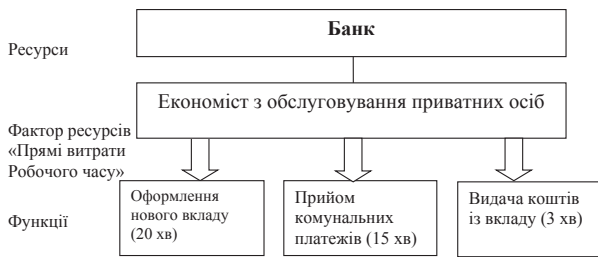 Банк
Ресурси
Економіст з обслуговування приватних осіб
Фактор ресурсів
«Прямі витрати
Робочого часу»
Функції
Оформлення
нового вкладу
(20 хв)
Прийом
комунальних
платежів (15 хв)
Видача коштів
із вкладу (3 хв)